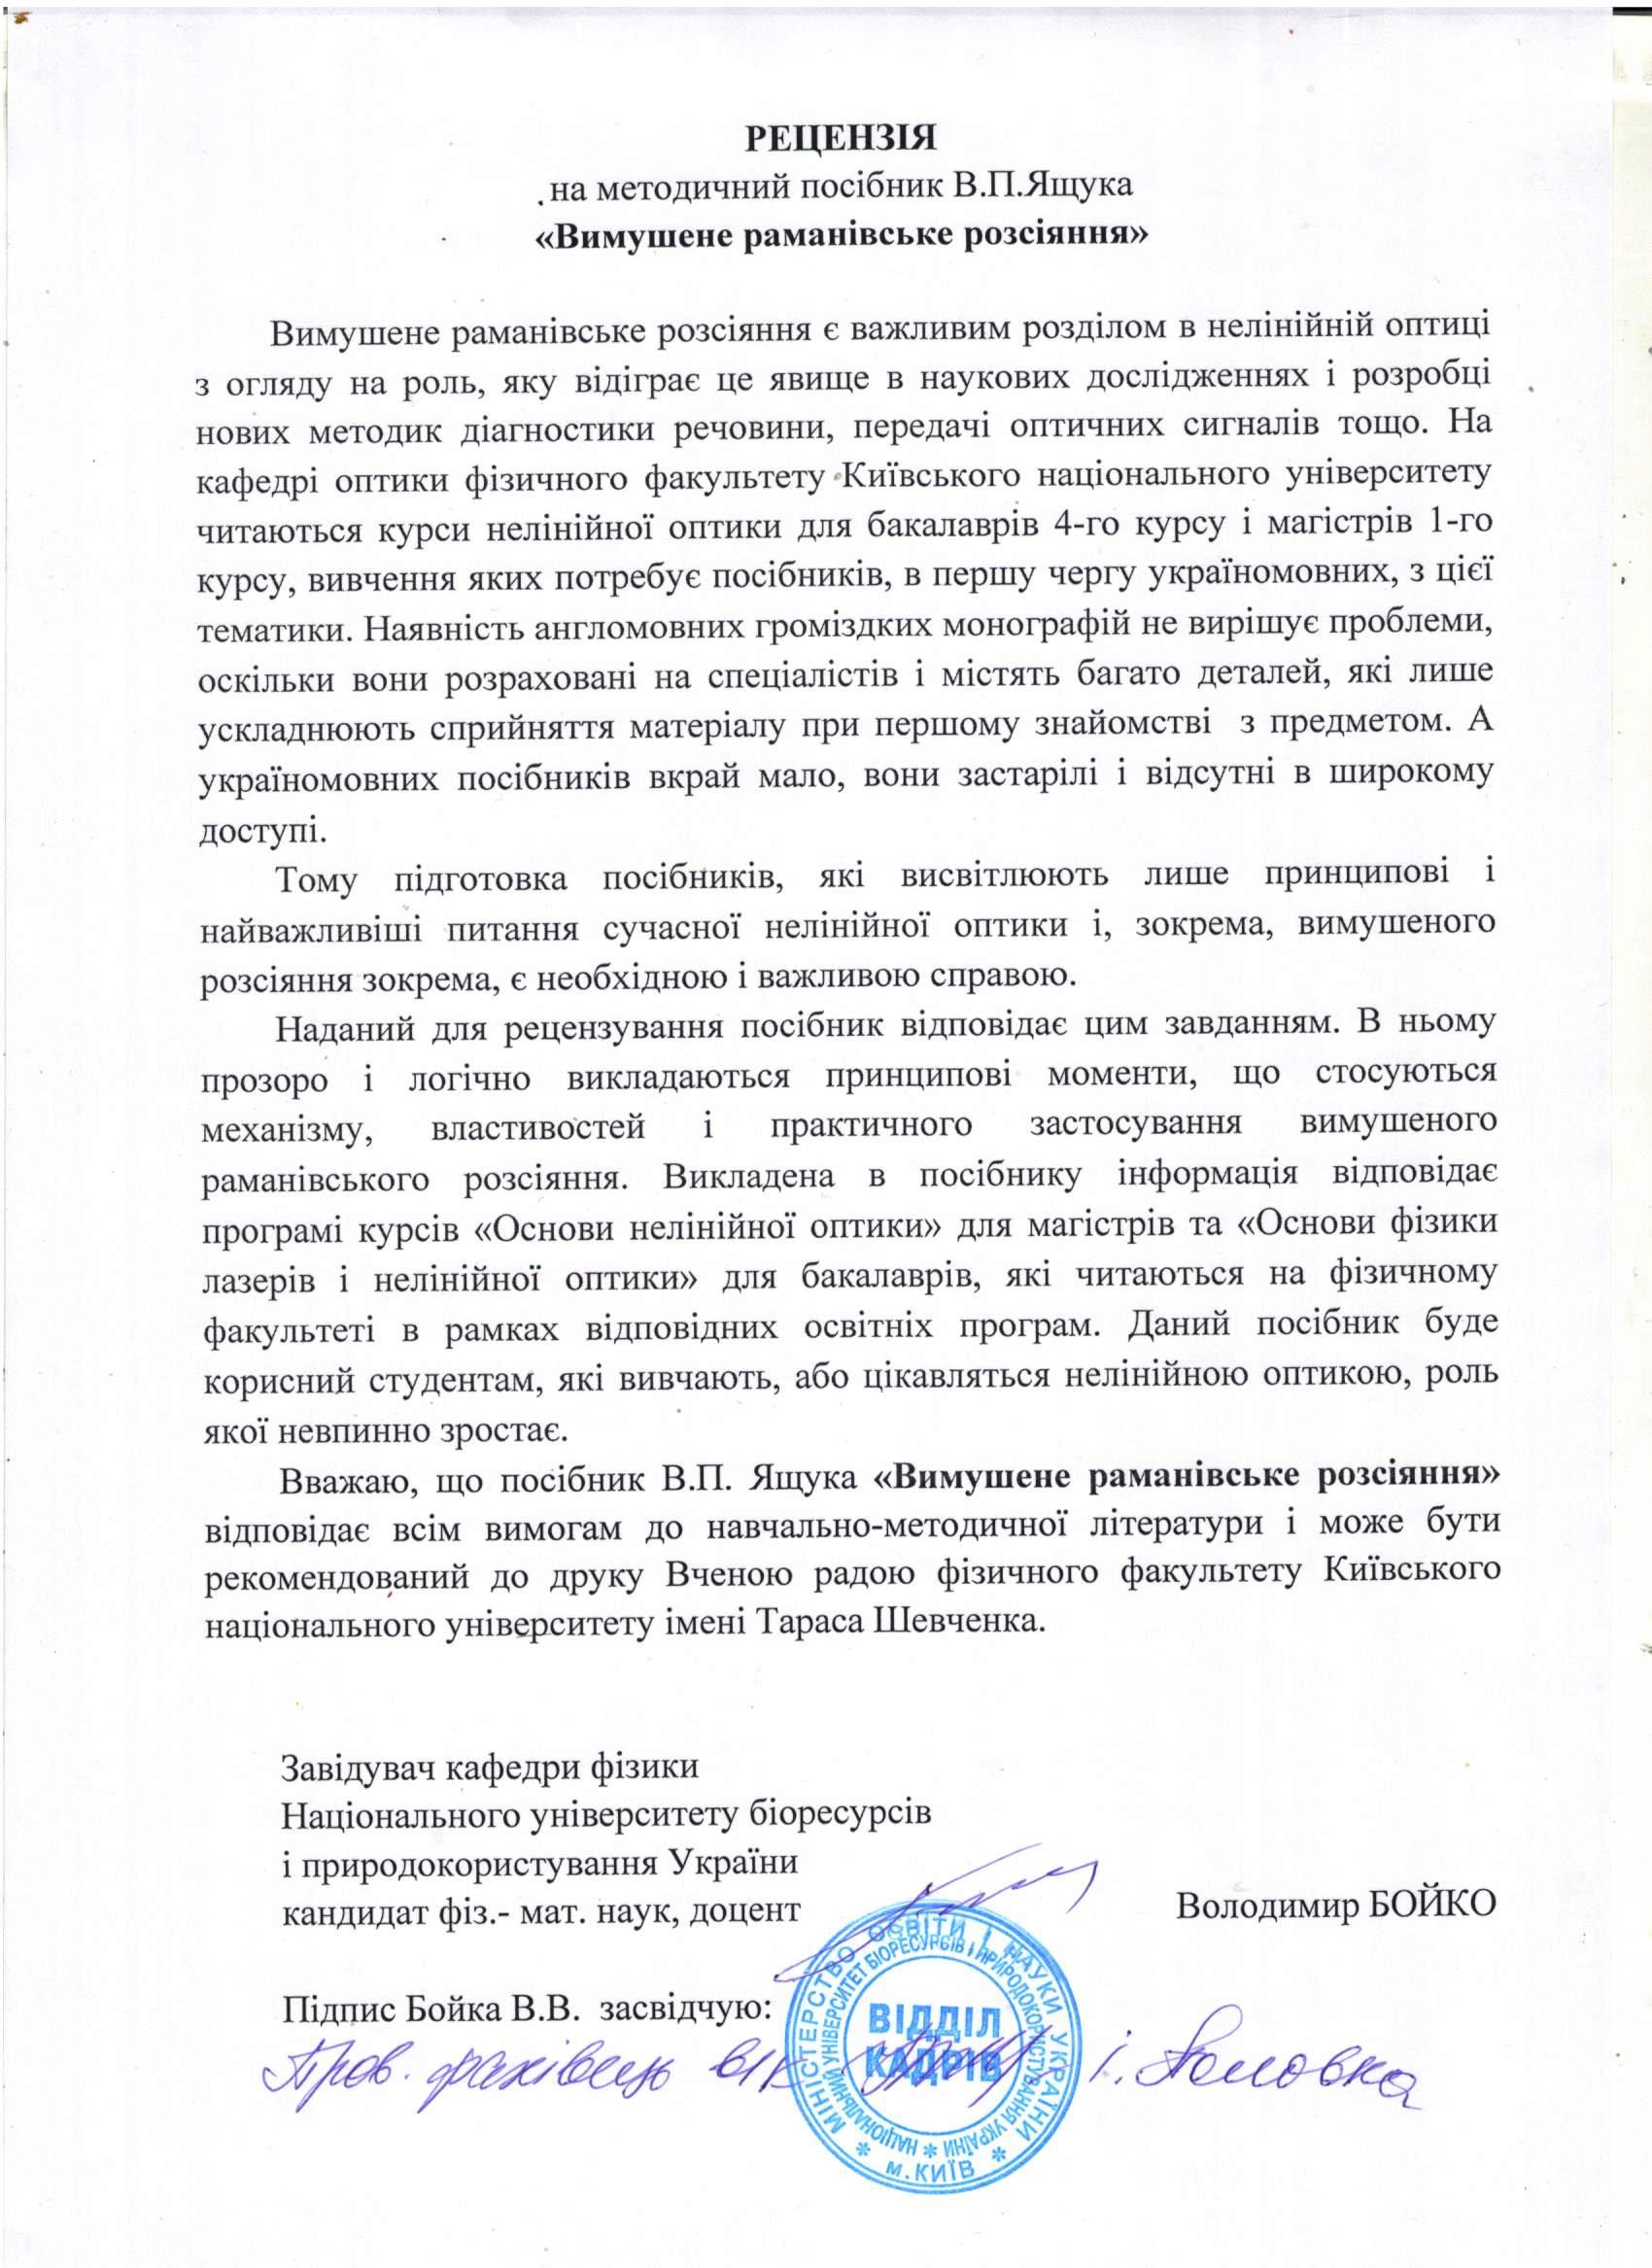 РЕЦЕНЗІЯ
на методичний посібник В.П.Ящука
«Вимушене раманівське розсіяння»
Вимушене раманівське розсіяння є важливим розділом в нелінійній оптиці
з огляду на роль, яку відіграє це явище в наукових дослідженнях і розробці
нових методик діагностики речовини, передачі оптичних сигналів тощо. На
кафедрі оптики фізичного факультету Київського національного університету
читаються курси нелінійної оптики для бакалаврів 4-го курсу і магістрів 1-го
курсу, вивчення яких потребує посібників, в першу чергу україномовних, з цієї
тематики. Наявність англомовних громіздких монографій не вирішує проблеми,
оскільки вони розраховані на спеціалістів і містять багато деталей, які лише
ускладнюють сприйняття матеріалу при першому знайомстві з предметом. А
україномовних посібників вкрай мало, вони застарілі і відсутні в широкому
доступі.
Тому підготовка посібників, які висвітлюють лише принципові і
найважливіші питання сучасної нелінійної оптики і, зокрема, вимушеного
розсіяння зокрема, є необхідною і важливою справою.
Наданий для рецензування посібник відповідає цим завданням. В ньому
прозоро і логічно викладаються принципові моменти, що стосуються
механізму, властивостей і практичного застосування вимушеного
раманівського розсіяння. Викладена в посібнику інформація відповідає
програмі курсів «Основи нелінійної оптики» для магістрів та «Основи фізики
лазерів і нелінійної оптики» для бакалаврів, які читаються на фізичному
факультеті в рамках відповідних освітніх програм. Даний посібник буде
корисний студентам, які вивчають, або цікавляться нелінійною оптикою, роль
якої невпинно зростає.
Вважаю, що посібник В.П. Ящука «Вимушене раманівське розсіяння»
відповідає всім вимогам до навчально-методичної літератури і може бути
рекомендований до друку Вченою радою фізичного факультету Київського
національного університету імені Тараса Шевченка.
Завідувач кафедри фізики
Національного університету біоресурсів
і природокористування України
кандидат фіз.- мат. наук, доцент
Володимир БОЙКО
Підпис Бойка В.В. засвідчую:
Пров. фахівець ВК
МІНІСТЕРСТВО ОСВІТИ І НАУКИ УКРАЇНИ
НАЦІОНАЛЬНИЙ УНІВЕРСИТЕТ БІОРЕСУРСІВ І ПРИРОДОКОРИСТУВАННЯ УКРАЇНИ
ВІДДІЛ
КАДРІВ
м.КИЇВ